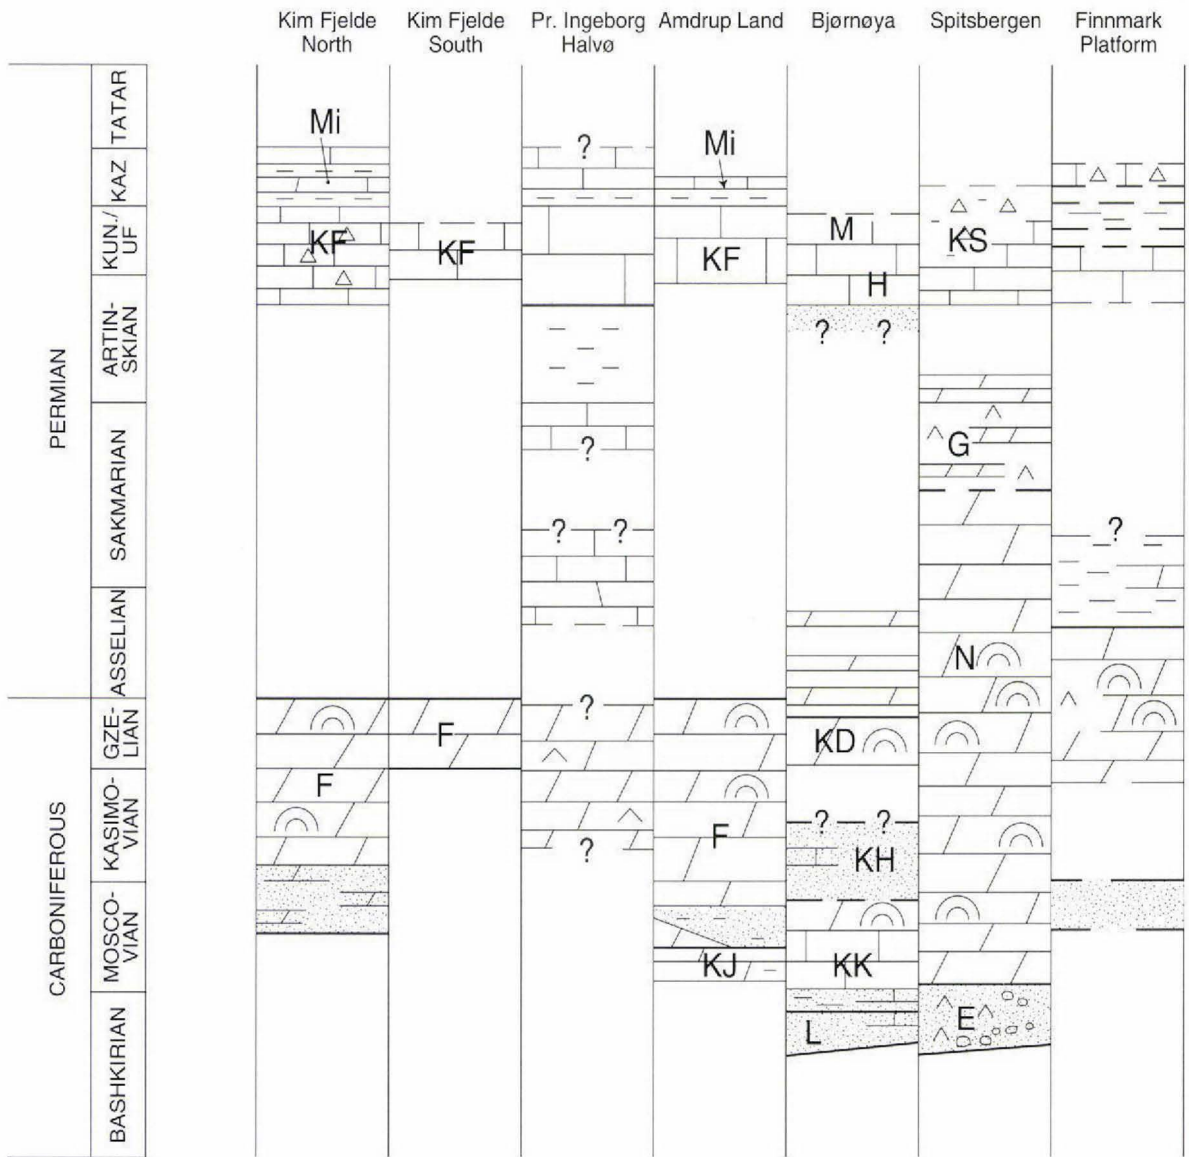 Kim Fjelde
North
Kim Fjelde
South
Pr. Ingeborg
Halvø
Amdrup Land
Bjørnøya
Spitsbergen
Finnmark
Platform
PERMIAN
CARBONIFEROUS
TATAR
KAZ
KUN./
UF
ARTIN-
SKIAN
SAKMARIAN
ASSELIAN
GZE-
LIAN
KASIMO-
VIAN
MOSCO-
VIAN
BASHKIRIAN
Mi
KF
F
KF
F
?
?
? ?
?
?
Mi
KF
F
KJ
M
H
? ?
KD
? ?
KH
KK
L
KS
G
N
E
?